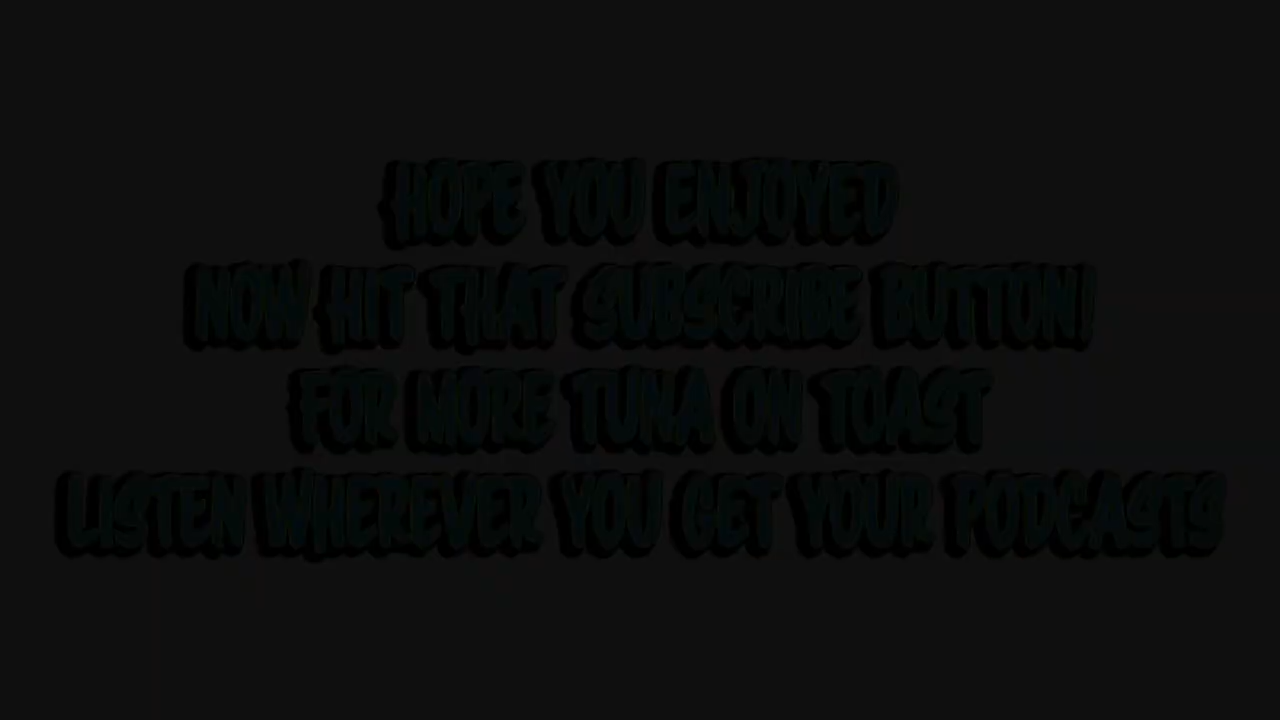 HOPE YOU ENJOYED
NOW HIT THAT SUBSCRIBE BUTTON!
FOR MORE TUNA ON TOAST
LISTEN WHEREVER YOU GET YOUR PODCASTS